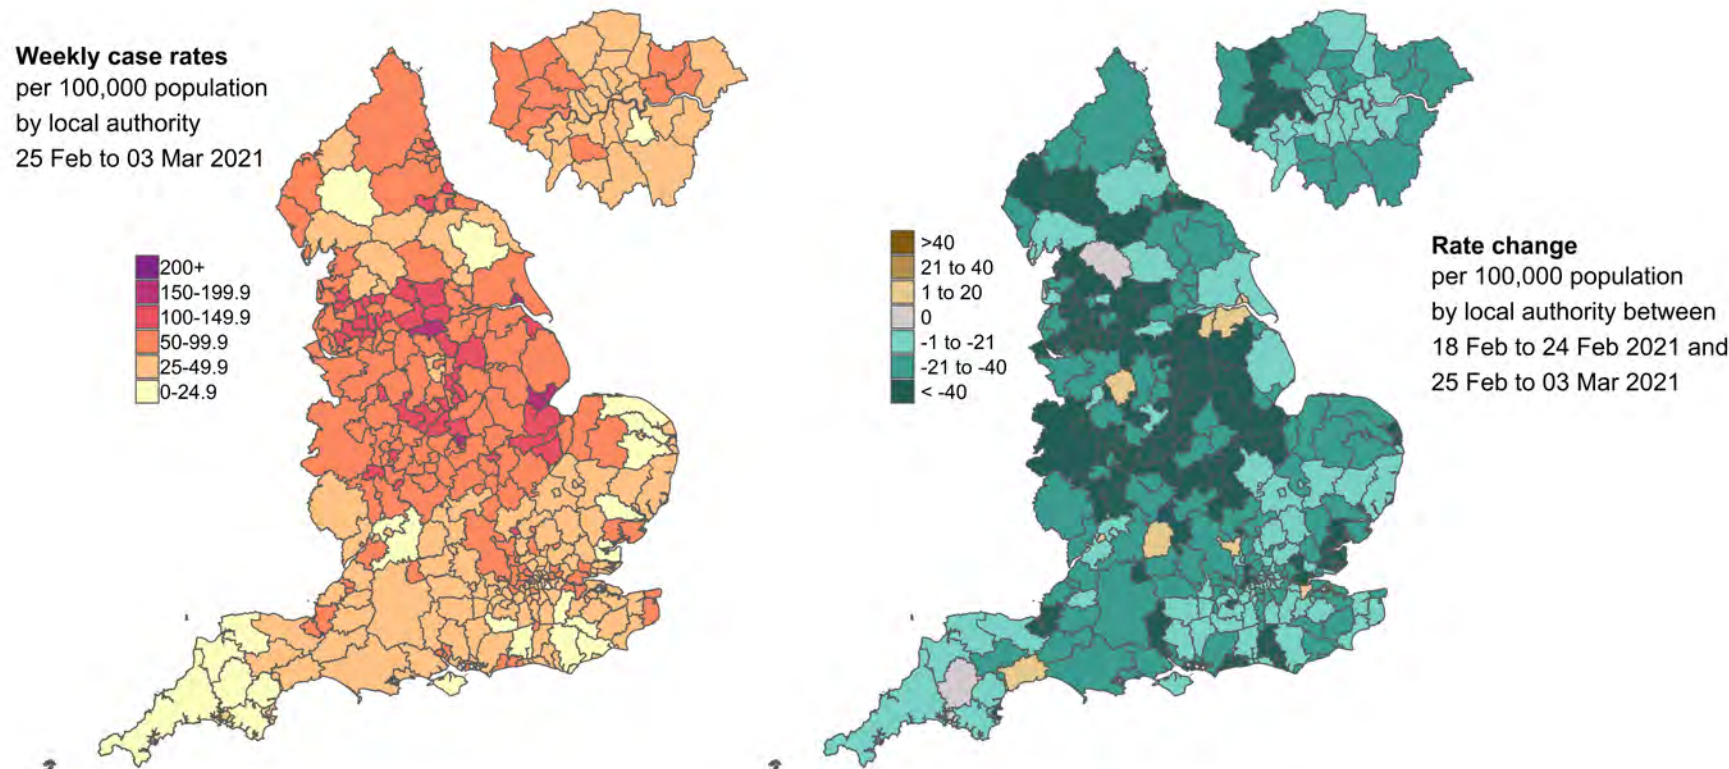 Weekly case rates
per 100,000 population
by local authority
25 Feb to 03 Mar 2021
200+
150-199.9
100-149.9
50-99.9
25-49.9
0-24.9
>40
21 to 40
1 to 20
0
-1 to -21
-21 to -40
< -40
Rate change
per 100,000 population
by local authority between
18 Feb to 24 Feb 2021 and
25 Feb to 03 Mar 2021